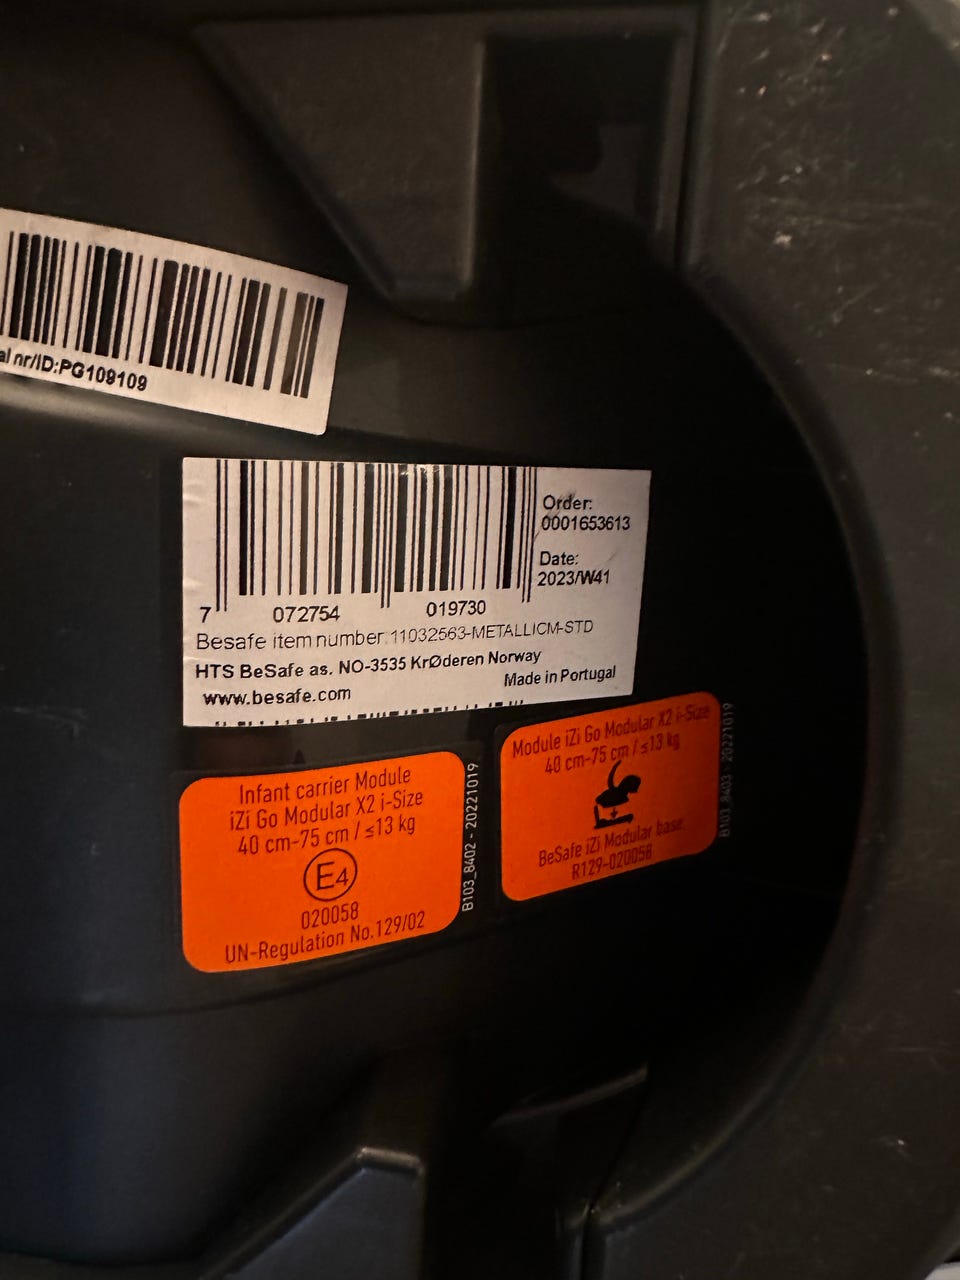 al nr/ID:PG109109
Order:
0001653613
Date:
2023/W41
7 072754 019730
Besafe item number:11032563-METALLICM-STD
HTS BeSafe as. NO-3535 KrØderen Norway
Made in Portugal
www.besafe.com
Infant carrier Module
iZi Go Modular X2 i-Size
40 cm-75 cm / ≤13 kg
E4
020058
UN-Regulation No.129/02
B103_8402 - 20221019
Module iZi Go Modular X2 i-Size
40 cm-75 cm / ≤13 kg
BeSafe iZi Modular base
R129-020058
B103_8403 - 20221019